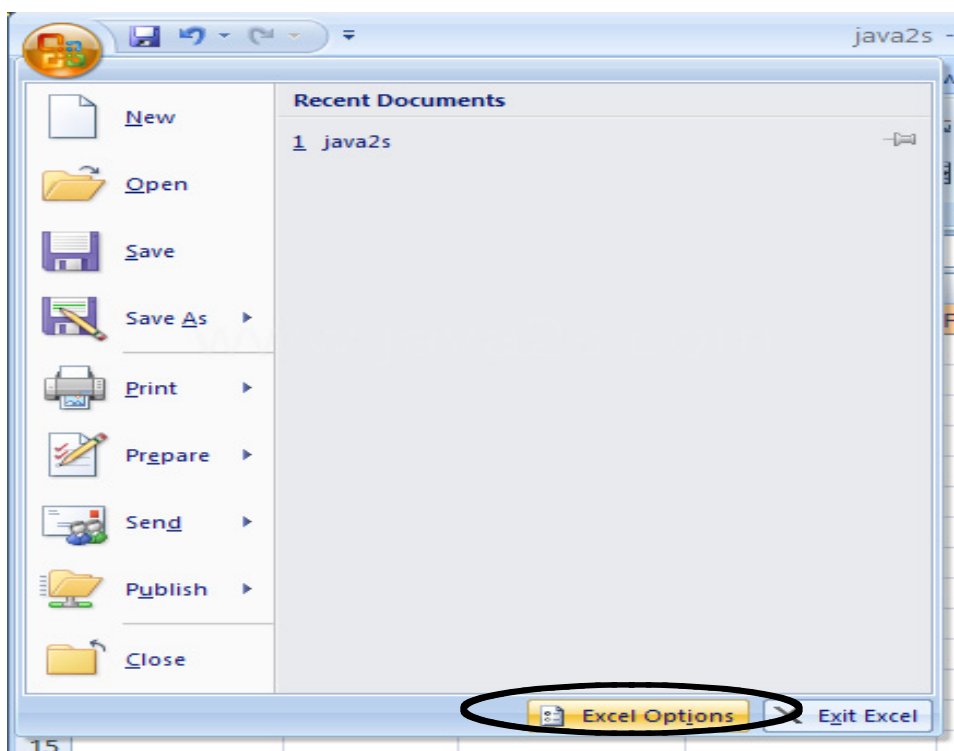 java2s -
New
Open
Save
Save As
Print
Prepare
Send
Publish
Close
Recent Documents
1 java2s
Excel Options
Exit Excel
15